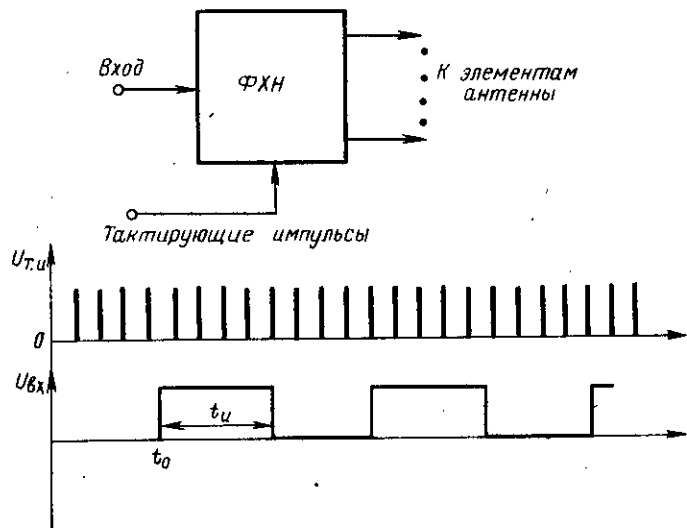 Вход
ФХН
К элементам
антенны
Тактирующие импульсы
Uт.и
0
Uвх
tи
t0